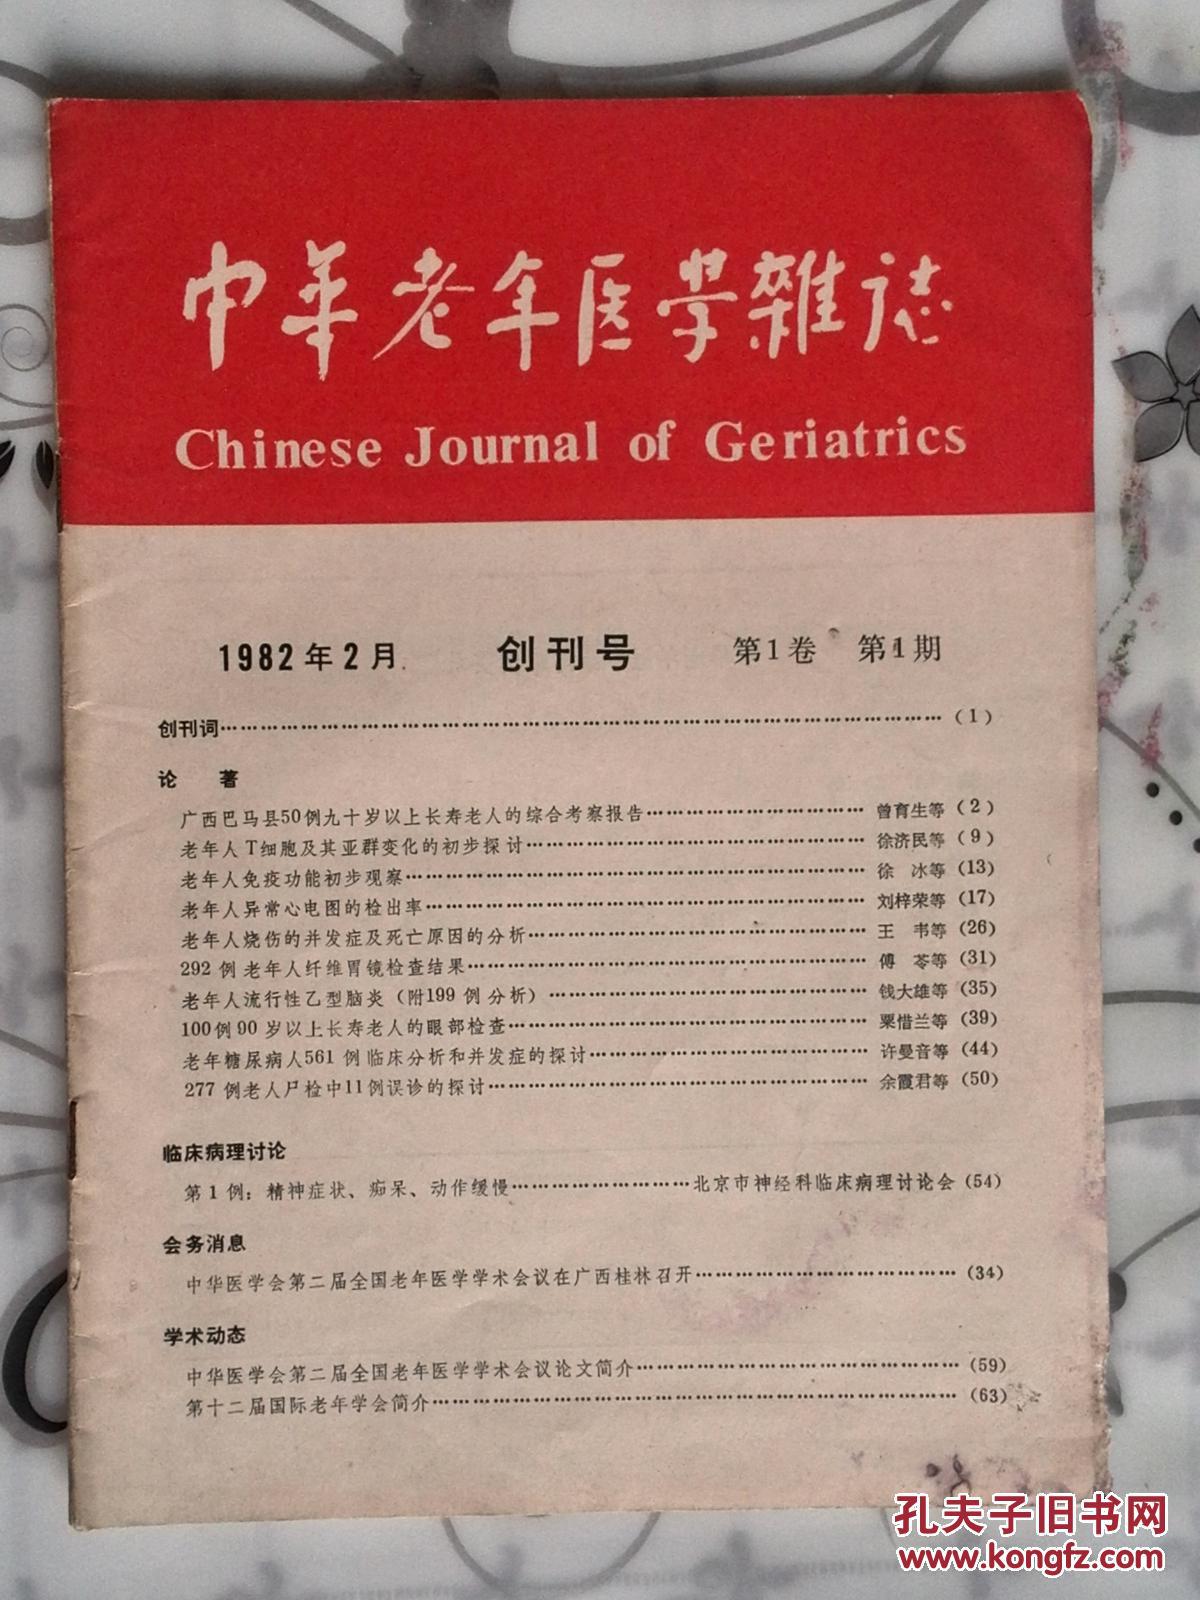 中华老年医学雜志
Chinese Journal of Geriatrics
1982年2月 创刊号 第1卷 第1期
创刊词…………………………………………………………………………………………(1)
论 著
广西巴马县50例九十岁以上长寿老人的综合考察报告……………………………曾育生等(2)
老年人T细胞及其亚群变化的初步探讨……………………………………………徐济民等(9)
老年人免疫功能初步观察……………………………………………………………徐 冰等(13)
老年人异常心电图的检出率…………………………………………………………刘梓荣等(17)
老年人烧伤的并发症及死亡原因的分析……………………………………………王 韦等(26)
292例老年人纤维胃镜检查结果……………………………………………………傅 苓等(31)
老年人流行性乙型脑炎(附199例分析)……………………………………………钱大雄等(35)
100例90岁以上长寿老人的眼部检查………………………………………………粟惜兰等(39)
老年糖尿病人561例临床分析和并发症的探讨……………………………………许曼音等(44)
277例老人尸检中11例误诊的探讨…………………………………………………余霞君等(50)
临床病理讨论
第1例:精神症状、痴呆、动作缓慢………………………北京市神经科临床病理讨论会(54)
会务消息
中华医学会第二届全国老年医学学术会议在广西桂林召开…………………………………(34)
学术动态
中华医学会第二届全国老年医学学术会议论文简介…………………………………………(59)
第十二届国际老年学会简介……………………………………………………………………(63)
孔夫子旧书网
www.kongfz.com